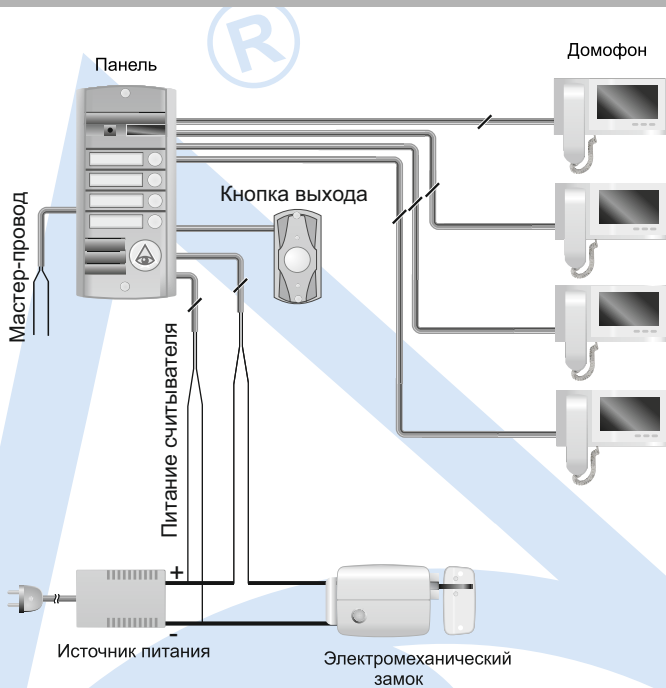 ®
Домофон
Панель
Кнопка выхода
Мастер-провод
Питание считывателя
+
-
Источник питания
Электромеханический
замок